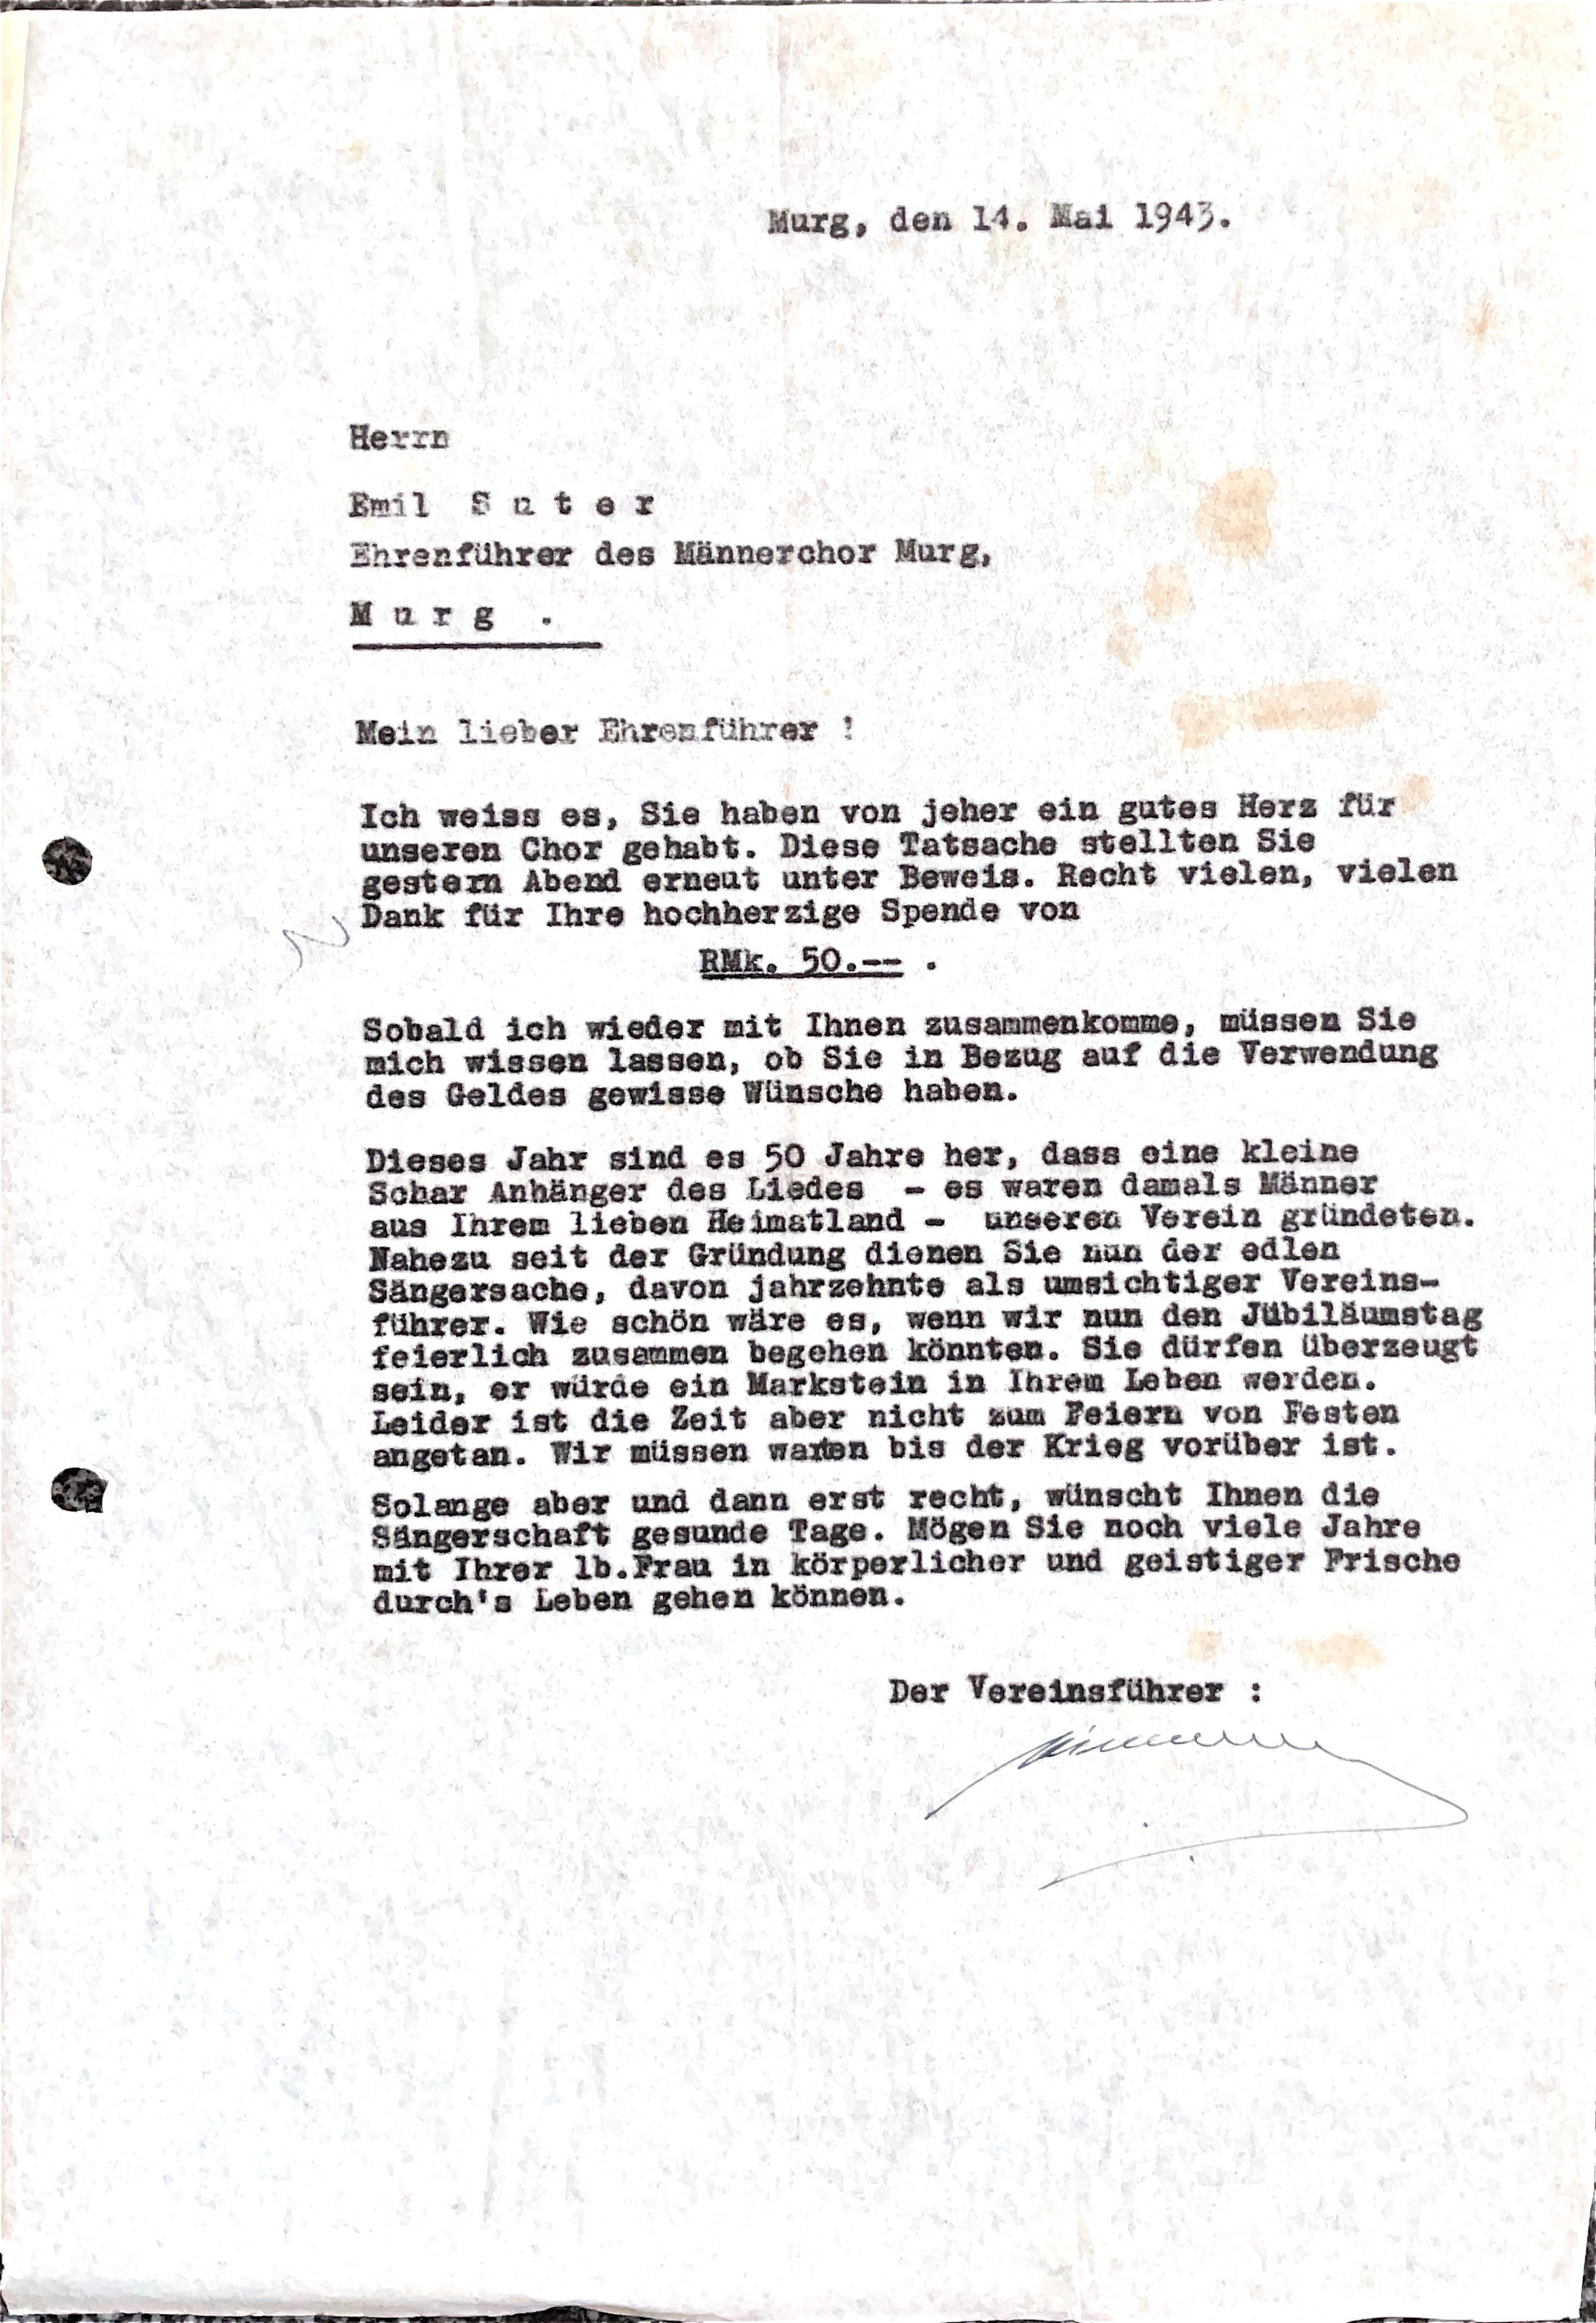 Murg, den 14. Mai 1943.
Herrn
Emil S u t e r
Ehrenführer des Männerchor Murg,
M u r g .
Mein lieber Ehrenführer !
Ich weiss es, Sie haben von jeher ein gutes Herz für
unseren Chor gehabt. Diese Tatsache stellten Sie
gestern Abend erneut unter Beweis. Recht vielen, vielen
Dank für Ihre hochherzige Spende von
RMk. 50.-- .
Sobald ich wieder mit Ihnen zusammenkomme, müssen Sie
mich wissen lassen, ob Sie in Bezug auf die Verwendung
des Geldes gewisse Wünsche haben.
Dieses Jahr sind es 50 Jahre her, dass eine kleine
Schar Anhänger des Liedes - es waren damals Männer
aus Ihrem lieben Heimatland - unseren Verein gründeten.
Nahezu seit der Gründung dienen Sie nun der edlen
Sängersache, davon jahrzehnte als umsichtiger Vereins-
führer. Wie schön wäre es, wenn wir nun den Jübiläumstag
feierlich zusammen begehen könnten. Sie dürfen überzeugt
sein, er würde ein Markstein in Ihrem Leben werden.
Leider ist die Zeit aber nicht zum Feiern von Festen
angetan. Wir müssen warten bis der Krieg vorüber ist.
Solange aber und dann erst recht, wünscht Ihnen die
Sängerschaft gesunde Tage. Mögen Sie noch viele Jahre
mit Ihrer lb.Frau in körperlicher und geistiger Frische
durch's Leben gehen können.
Der Vereinsführer :